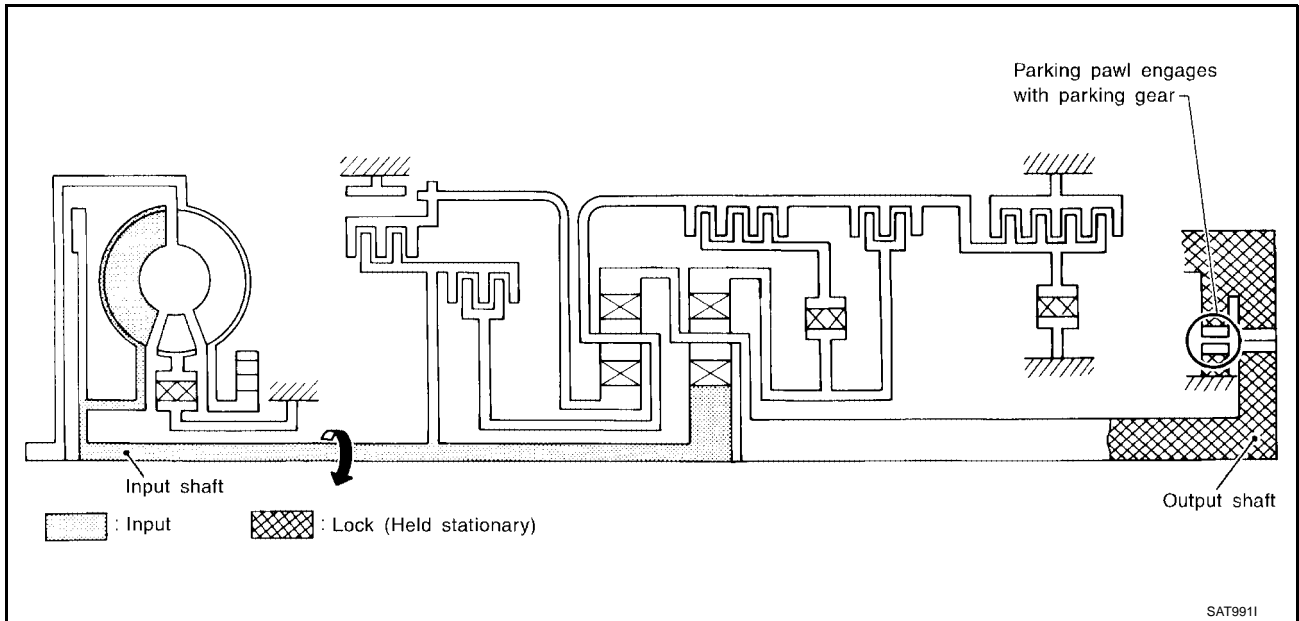 Parking pawl engages
with parking gear
Input shaft
Output shaft
: Input
: Lock (Held stationary)
SAT991I